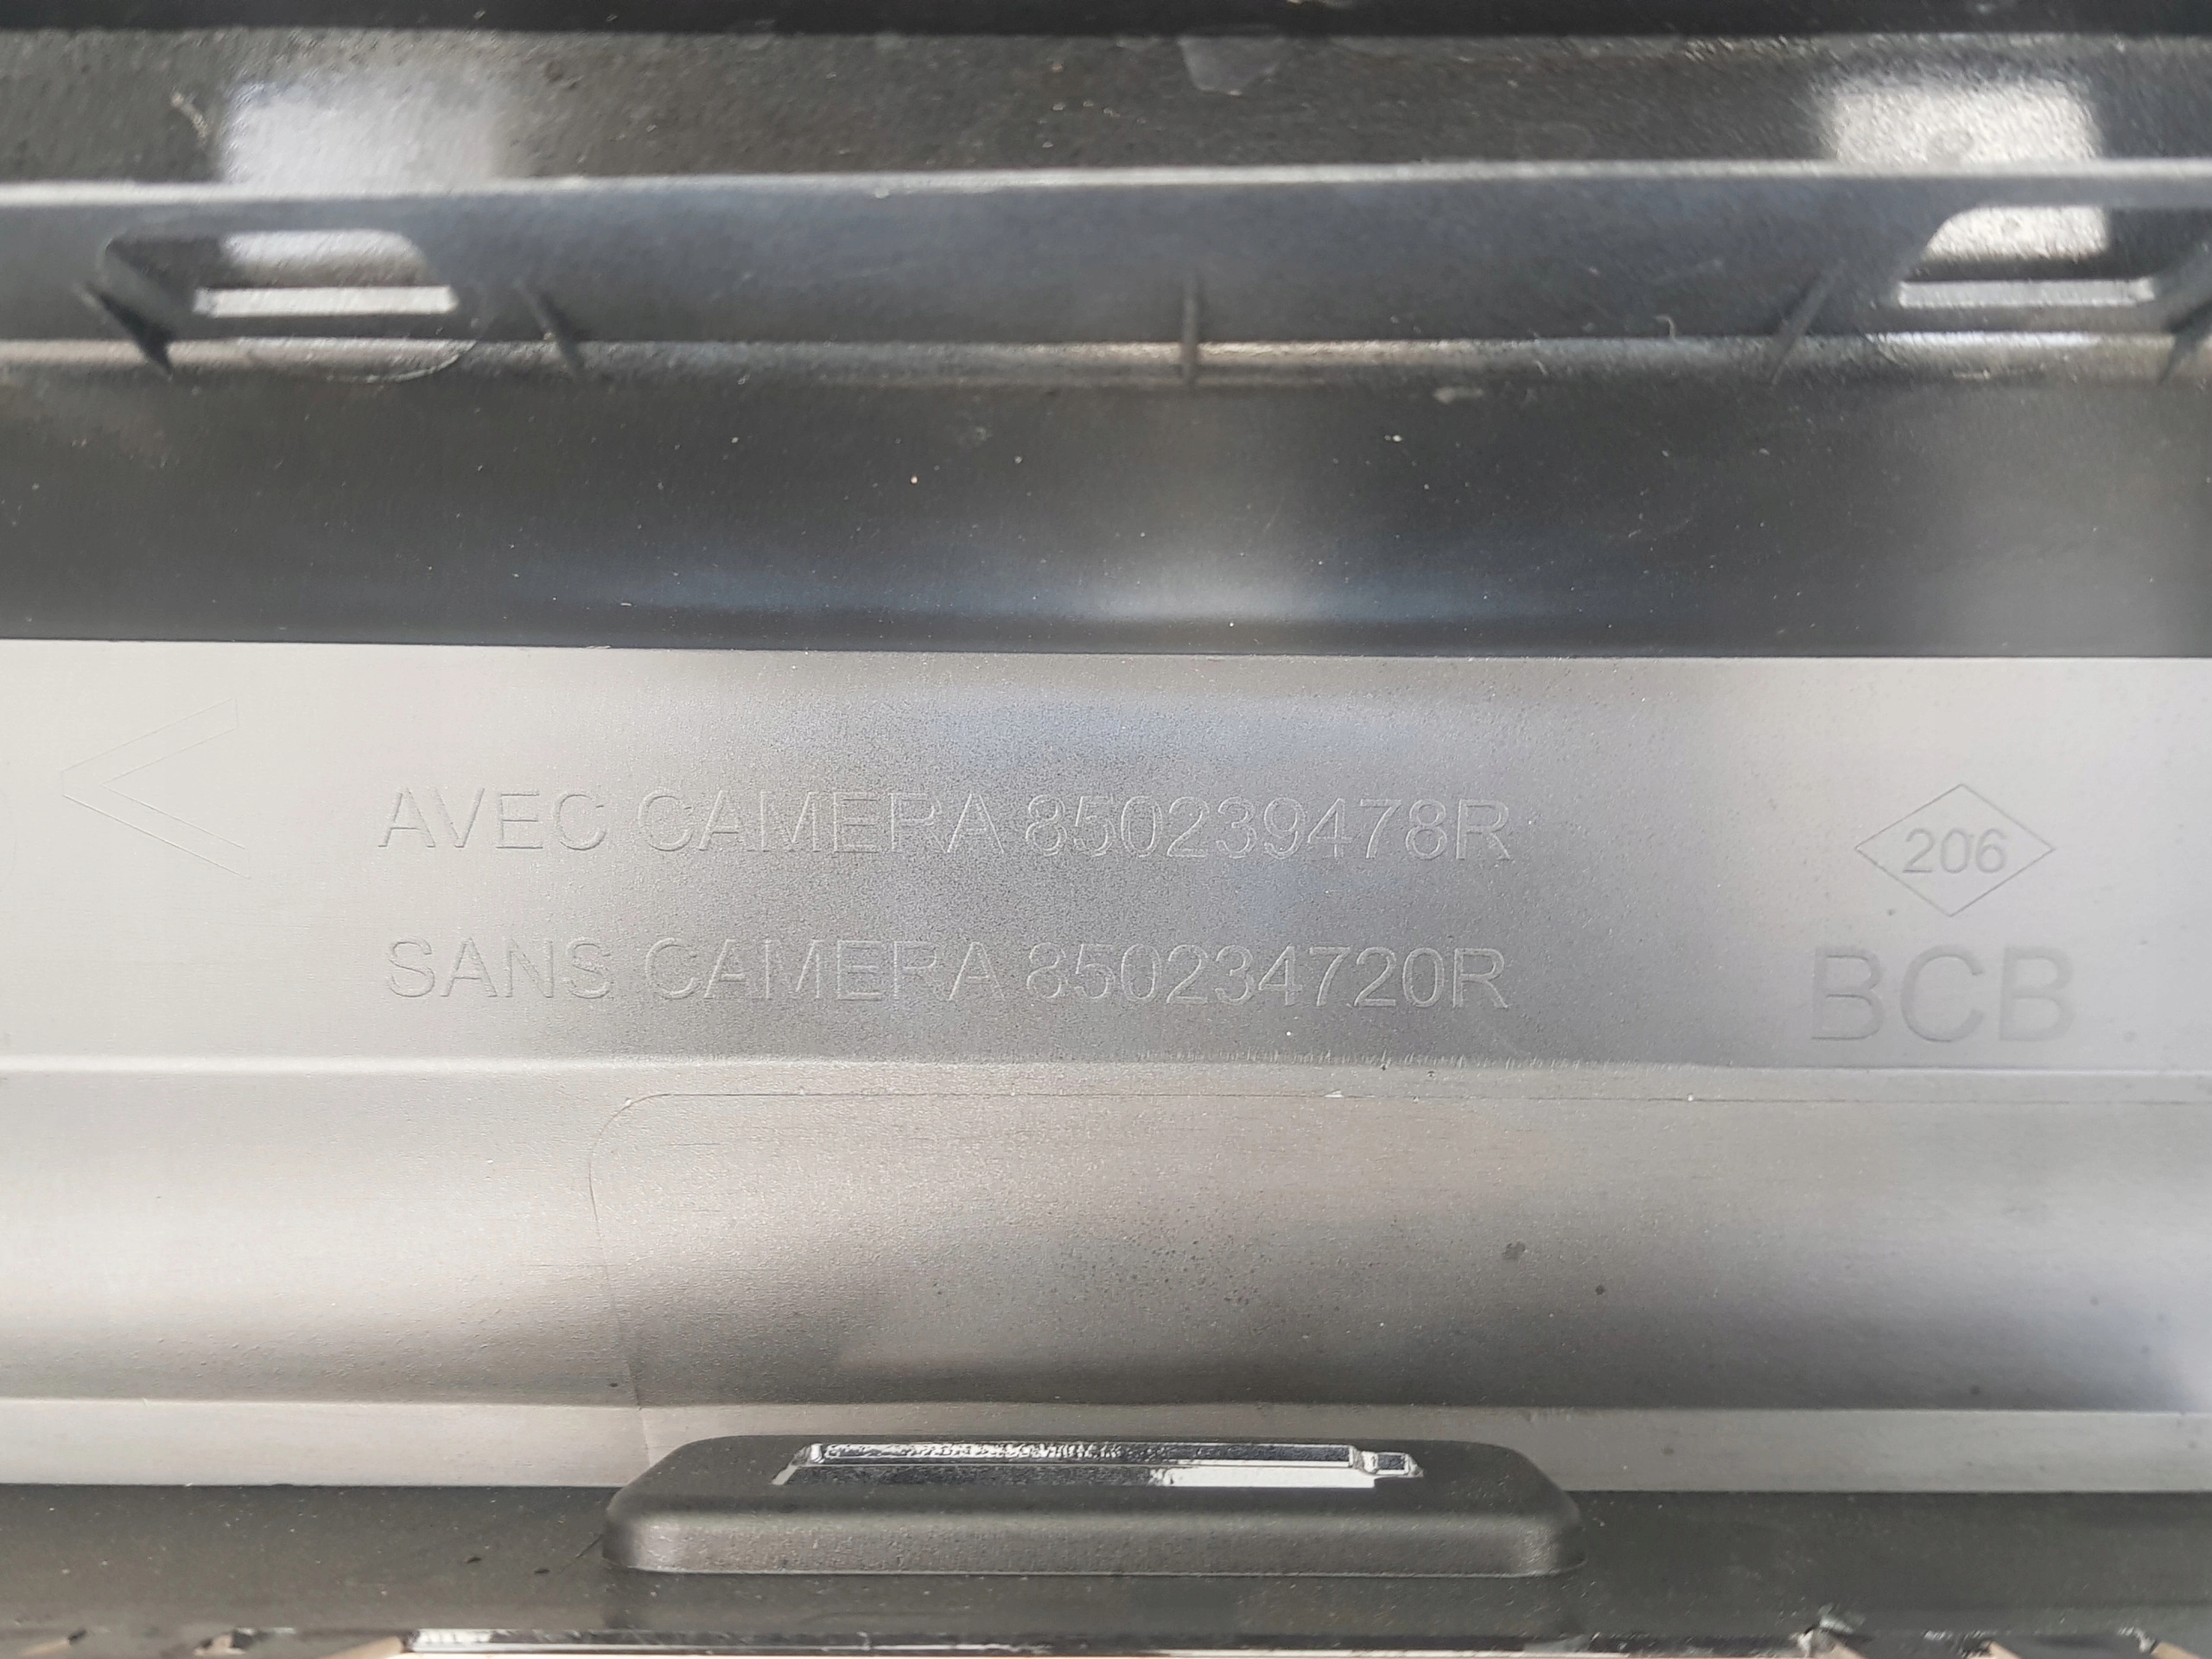 AVEC CAMERA 850239478R
SANS CAMERA 850234720R
206
BCB